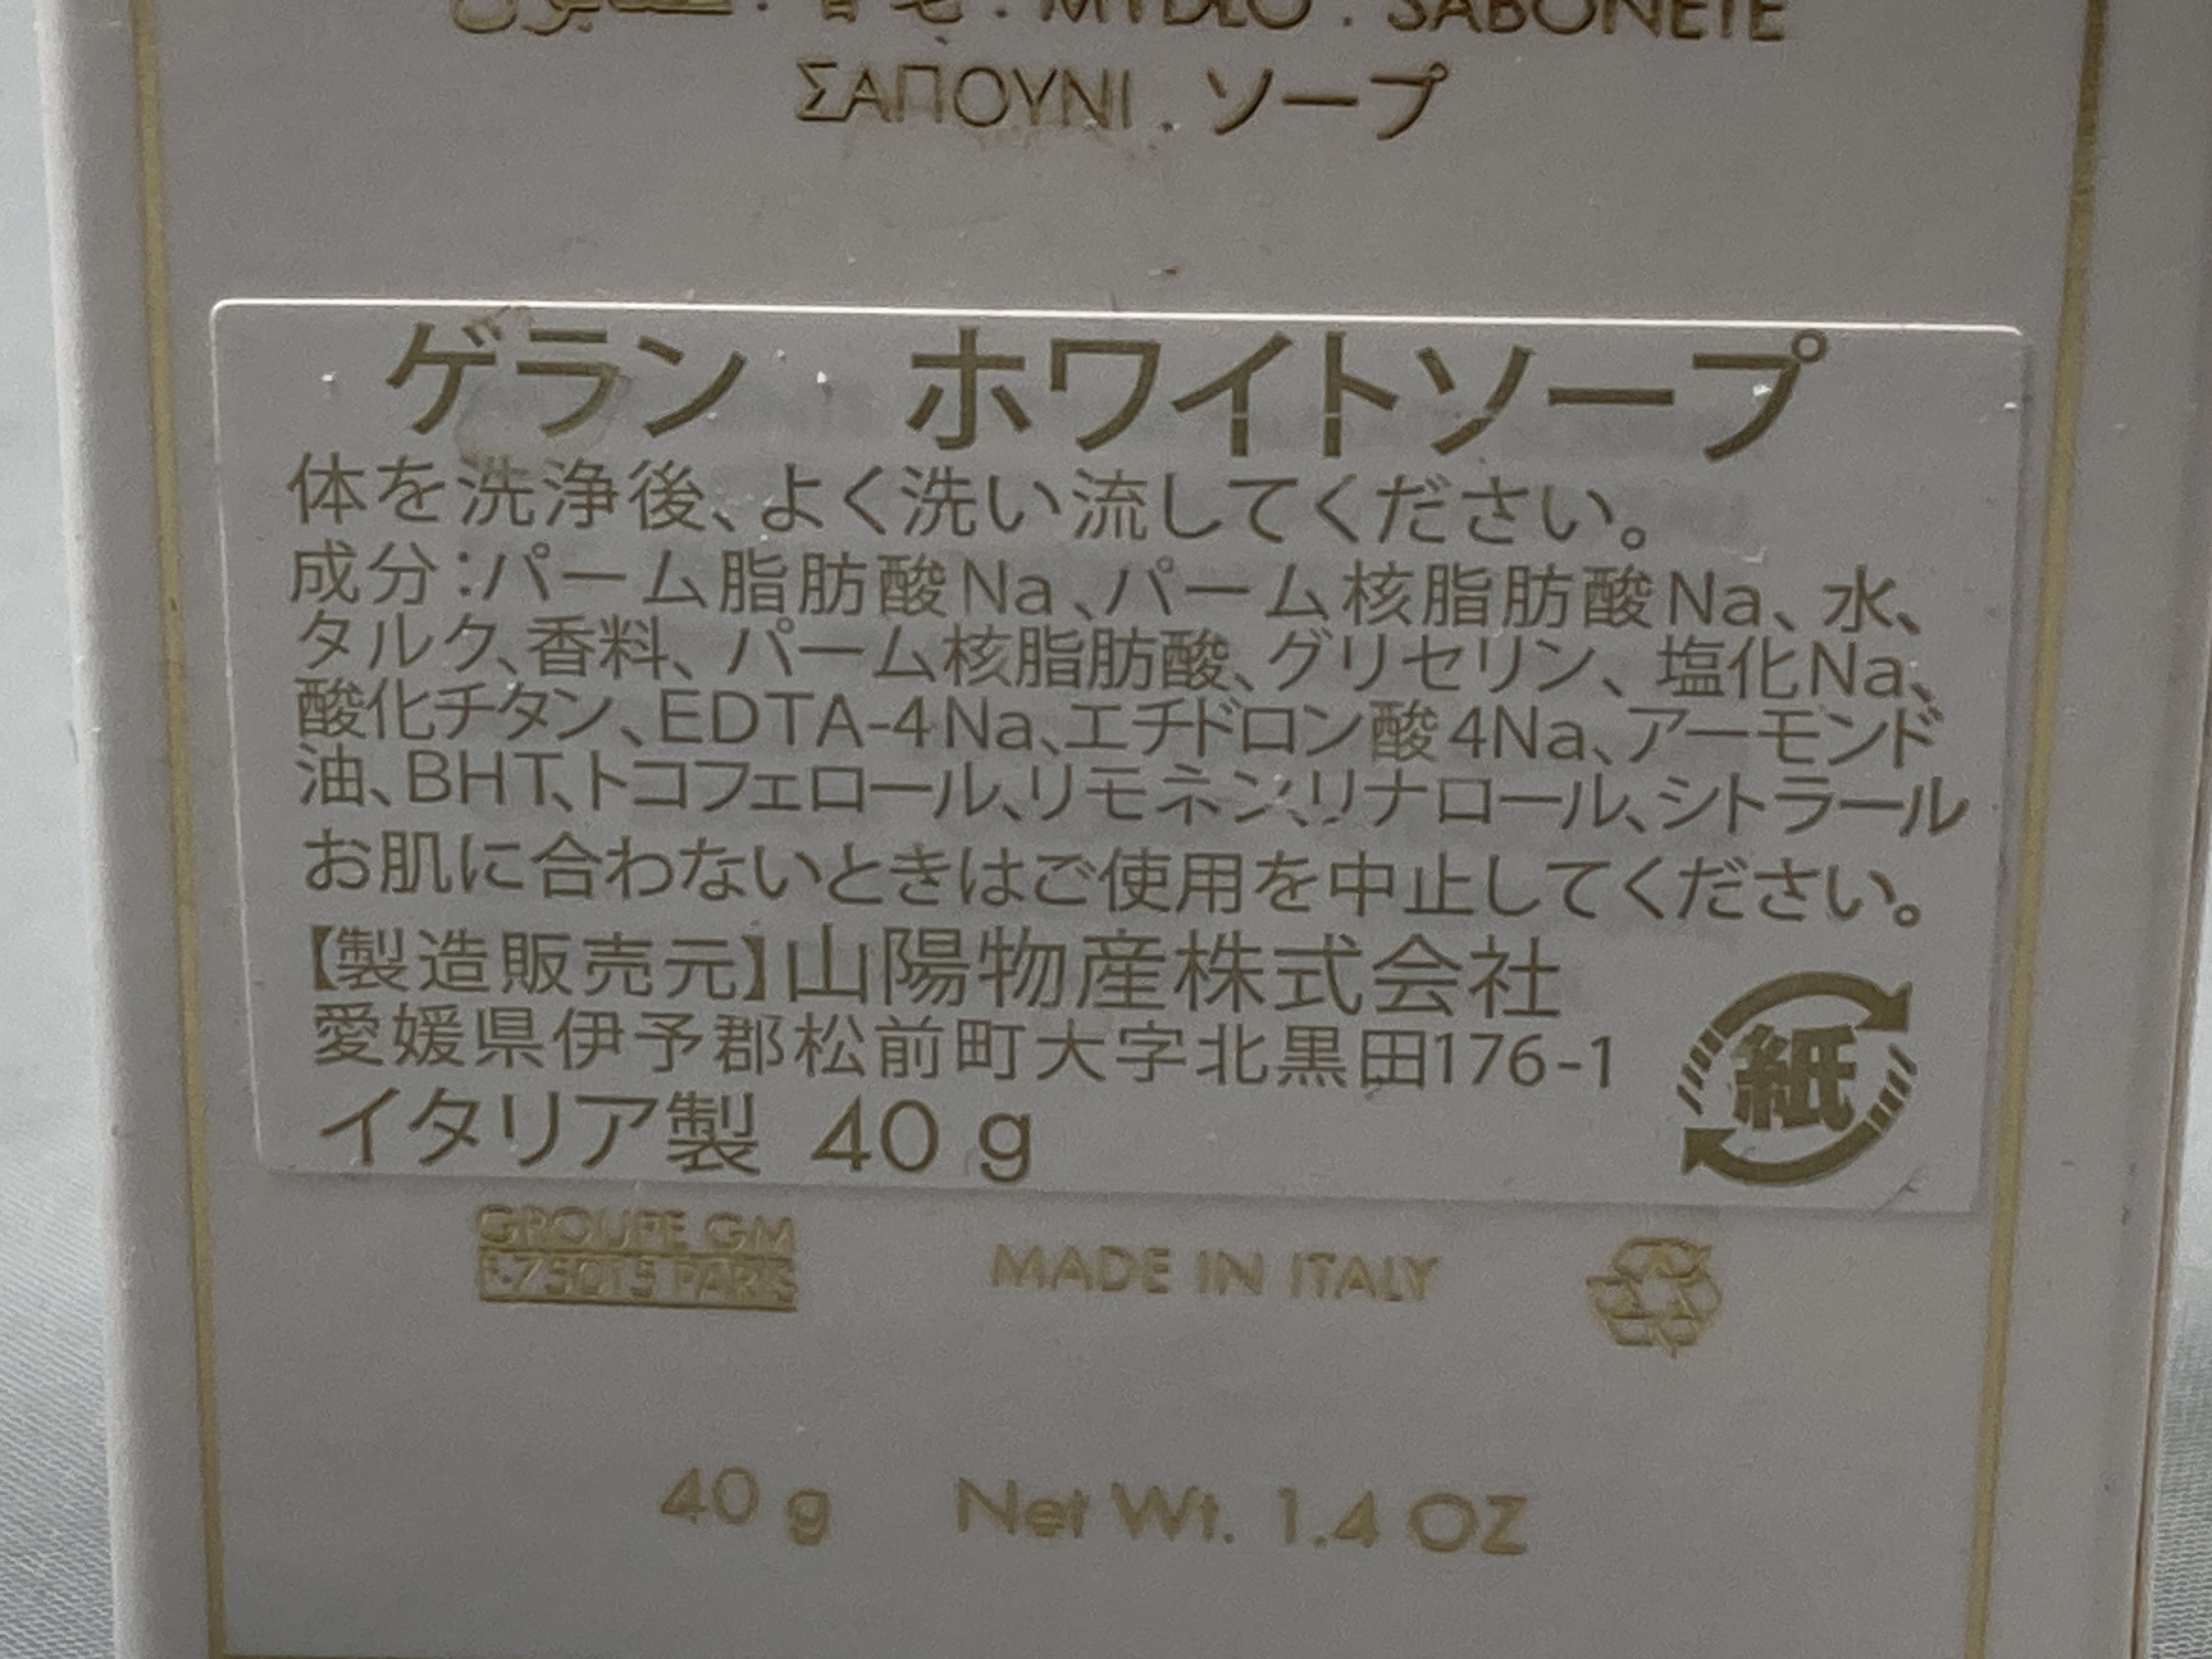 صابون . 香皂 . MYDŁO . SABONETE
ΣΑΠΟΥΝΙ . ソープ
ゲラン　ホワイトソープ
体を洗浄後、よく洗い流してください。
成分：パーム脂肪酸Na、パーム核脂肪酸Na、水、
タルク、香料、パーム核脂肪酸、グリセリン、塩化Na、
酸化チタン、EDTA-4Na、エチドロン酸4Na、アーモンド
油、BHT、トコフェロール、リモネン、リナロール、シトラール
お肌に合わないときはご使用を中止してください。
【製造販売元】山陽物産株式会社
愛媛県伊予郡松前町大字北黒田176-1
イタリア製 40 g
紙
GROUPE GM
F-75015 PARIS
MADE IN ITALY
40 g Net Wt. 1.4 OZ